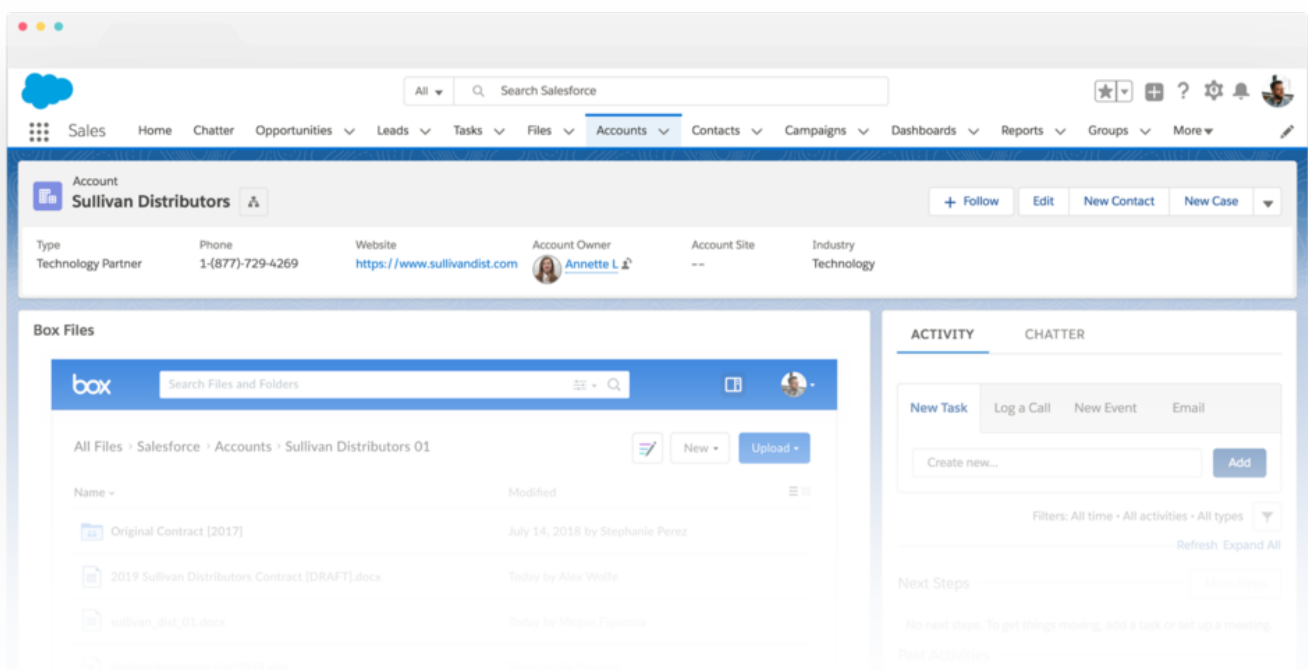 All Search Salesforce
Sales Home Chatter Opportunities Leads Tasks Files Accounts Contacts Campaigns Dashboards Reports Groups More
Account
Sullivan Distributors
+ Follow Edit New Contact New Case
Type Phone Website Account Owner Account Site Industry
Technology Partner 1-(877)-729-4269 https://www.sullivandist.com Annette L -- Technology
Box Files
ACTIVITY CHATTER
box Search Files and Folders
New Task Log a Call New Event Email
All Files › Salesforce › Accounts › Sullivan Distributors 01
New Upload
Create new... Add
Name Modified
Filters: All time • All activities • All types
Original Contract [2017] July 14, 2018 by Stephanie Perez
Refresh Expand All
2019 Sullivan Distributors Contract [DRAFT].docx Today by Alex Wolfe
Next Steps
sullivan_dist_01.docx Today by Megan
No next steps. To get things moving, add a task or set up a meeting.
Past Activities